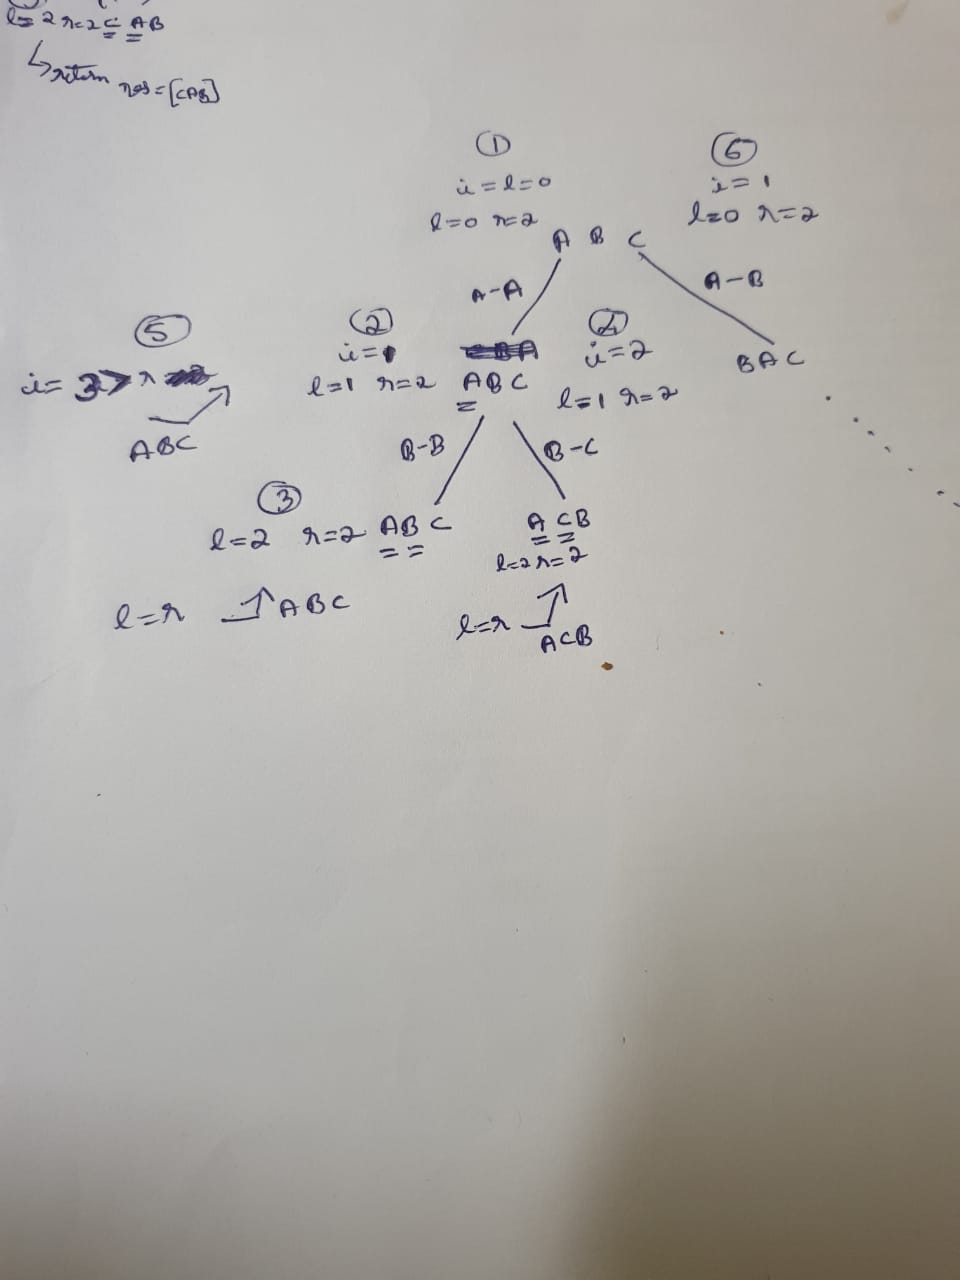 l=2 r=2 C AB
return res=[CAB]
① ⑥
i=l=0 i=1
l=0 r=2 l=0 r=2
A B C
A-A A-B
⑤ ② ④
i=1 i=2 BAC
i=3>r l=1 r=2 ABC l=1 r=2
ABC B-B B-C
③
l=2 r=2 ABC ACB
l=2 r=2
l=r ABC l=r
ACB